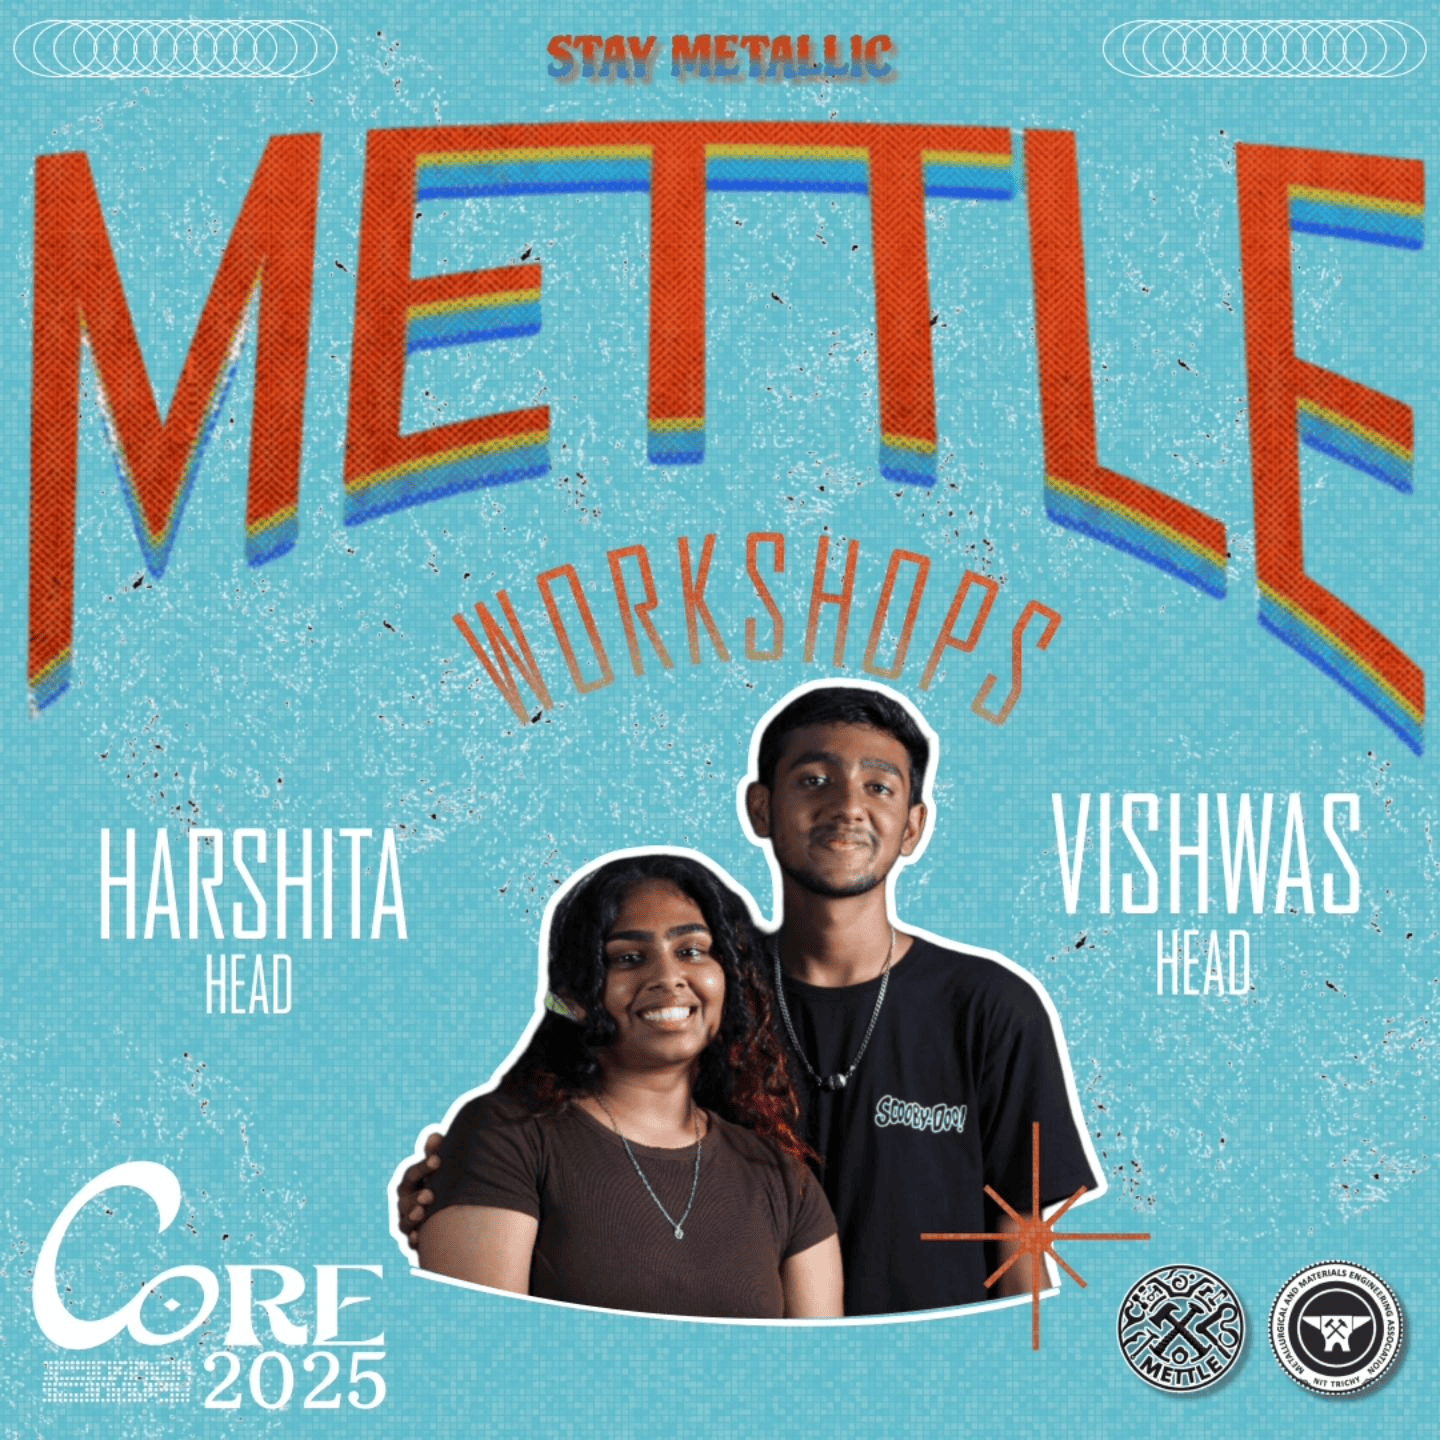 STAY METALLIC
METTLE
WORKSHOPS
HARSHITA
HEAD
VISHWAS
HEAD
SCOOBY-DOO!
CORE
2025
METTLE
METALLURGICAL AND MATERIALS ENGINEERING ASSOCIATION
NIT TRICHY